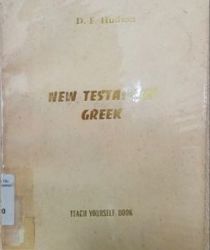 D. F. Hudson
NEW TESTAMENT
GREEK
TEACH YOURSELF BOOK